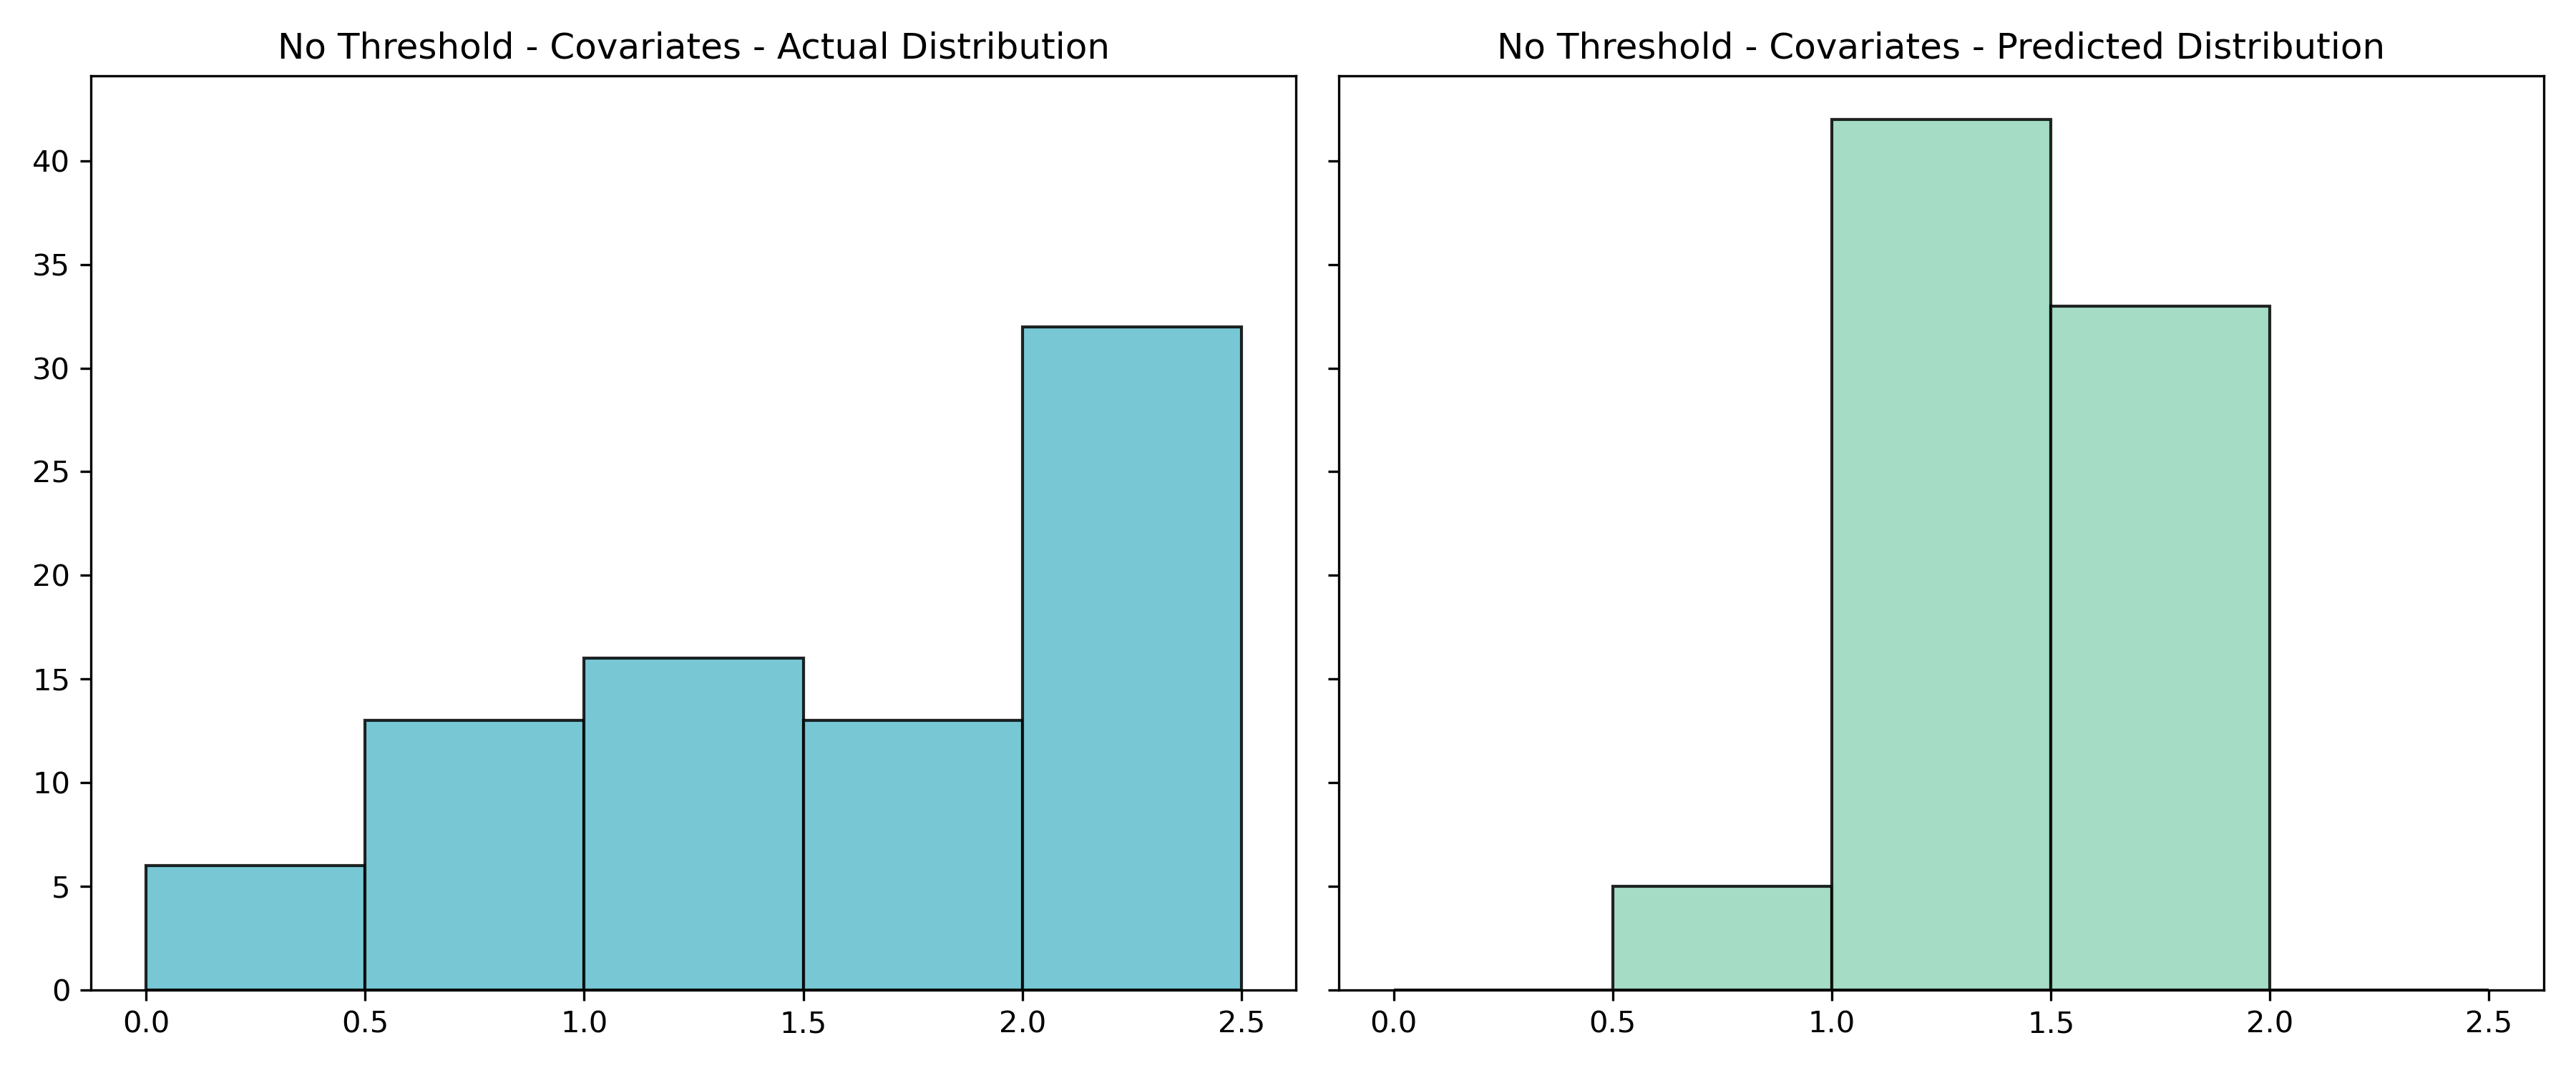 No Threshold - Covariates - Actual Distribution
No Threshold - Covariates - Predicted Distribution
40
35
30
25
20
15
10
5
0
0.0 0.5 1.0 1.5 2.0 2.5
0.0 0.5 1.0 1.5 2.0 2.5